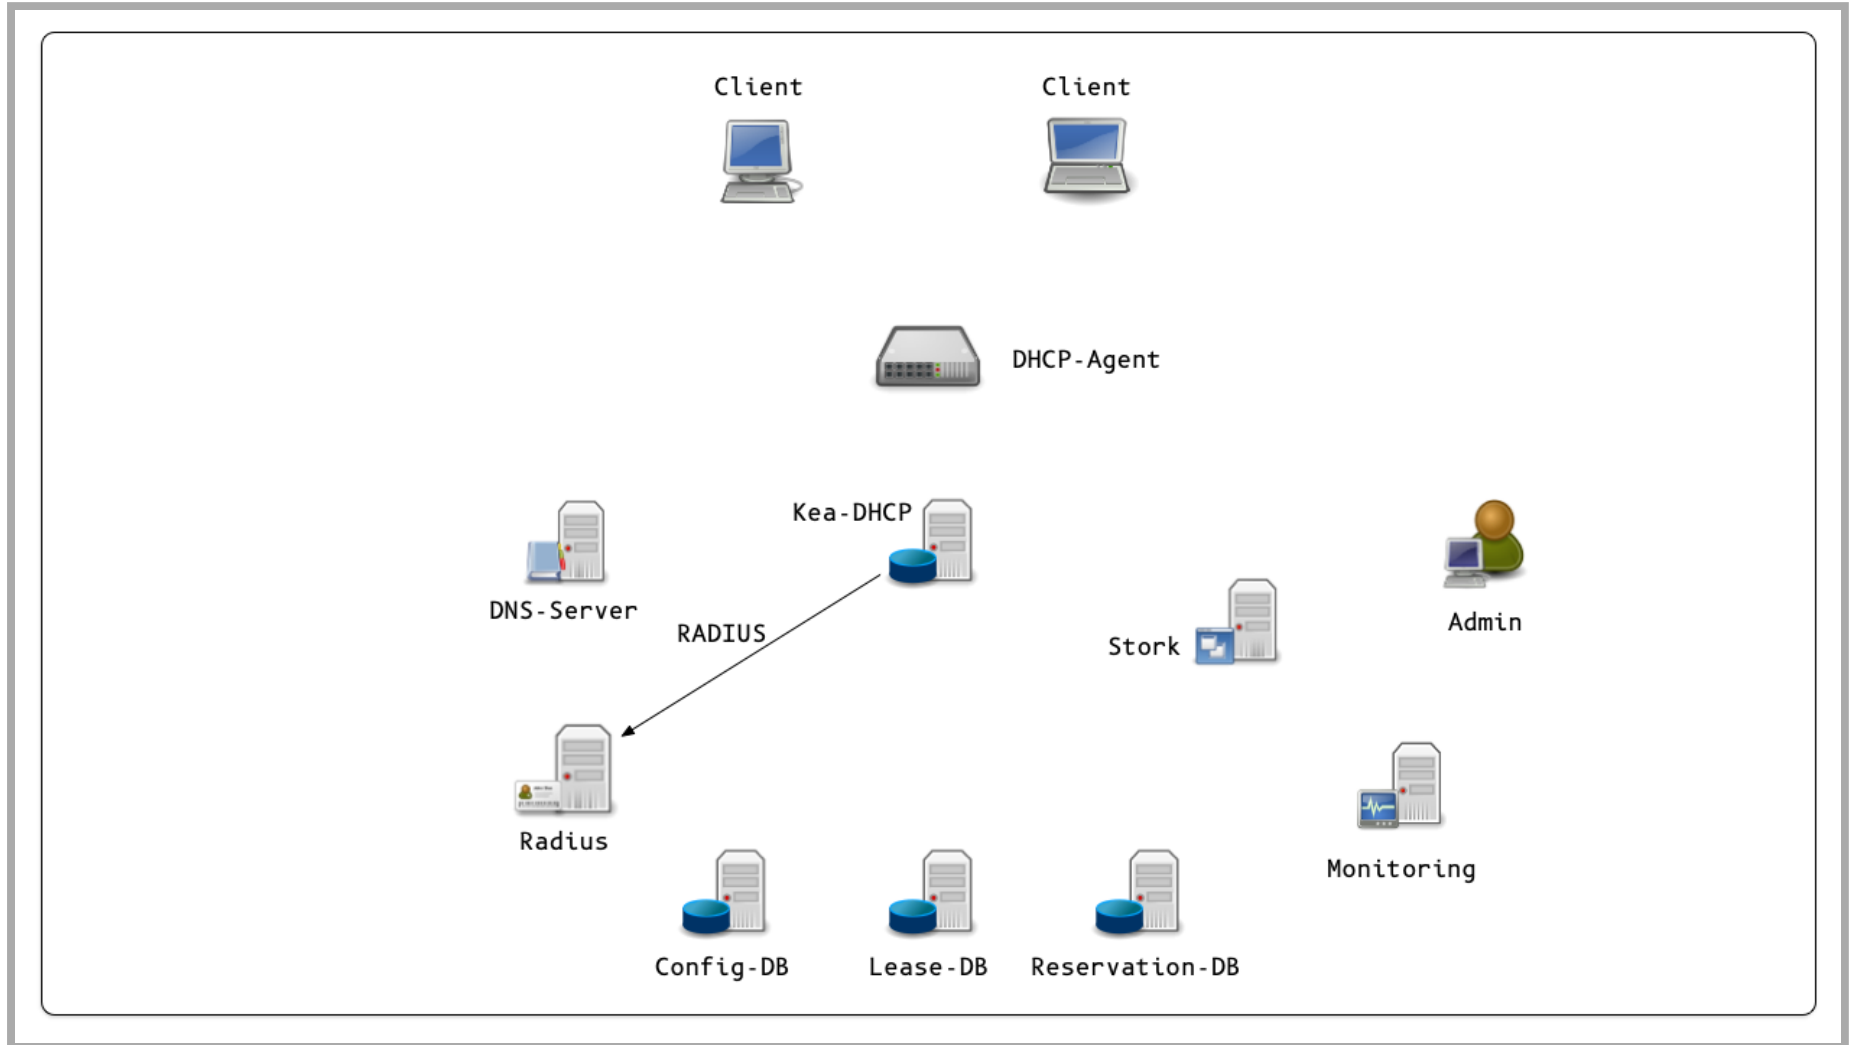 Client
Client
DHCP-Agent
Kea-DHCP
DNS-Server
RADIUS
Stork
Admin
Radius
Monitoring
Config-DB
Lease-DB
Reservation-DB